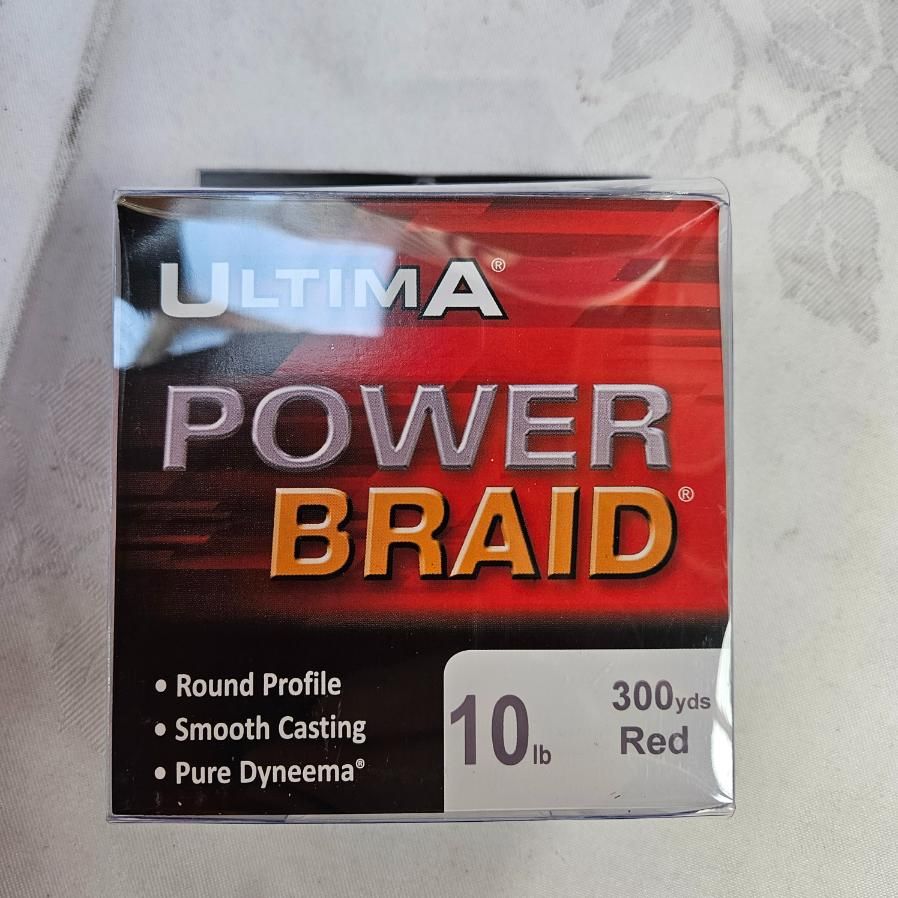 ULTIMA®
POWER
BRAID®
• Round Profile
• Smooth Casting
• Pure Dyneema®
10lb
300yds
Red